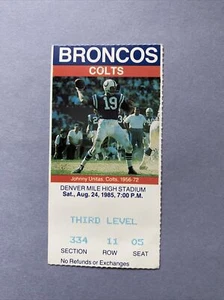 BRONCOS
COLTS
19
Johnny Unitas, Colts, 1956-72
DENVER MILE HIGH STADIUM
Sat., Aug. 24, 1985, 7:00 P.M.
THIRD LEVEL
334 11 05
SECTION ROW SEAT
No Refunds or Exchanges